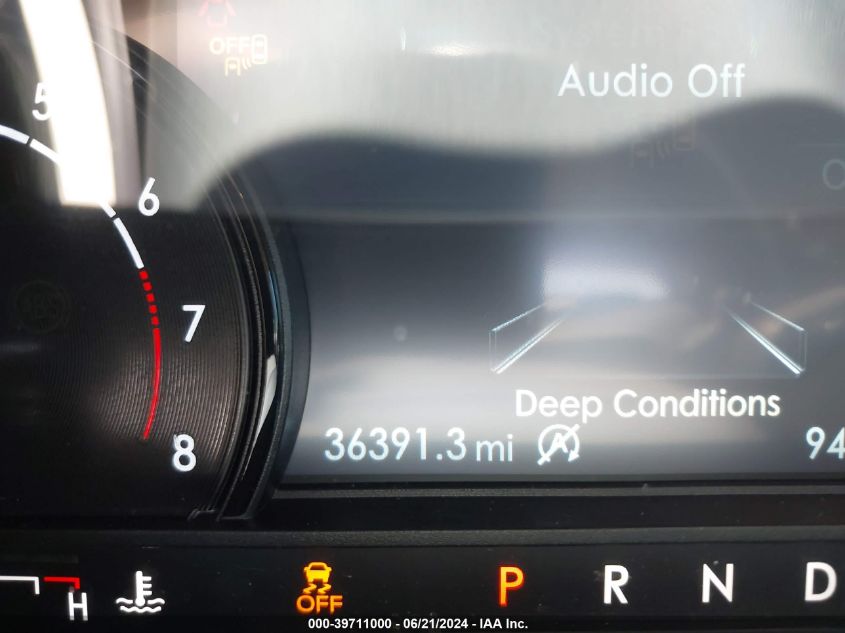 OFF
Audio Off
5
6
7
8
ABS
Deep Conditions
36391.3 mi A 94
H
OFF
P R N D
000-39711000 - 06/21/2024 - IAA Inc.